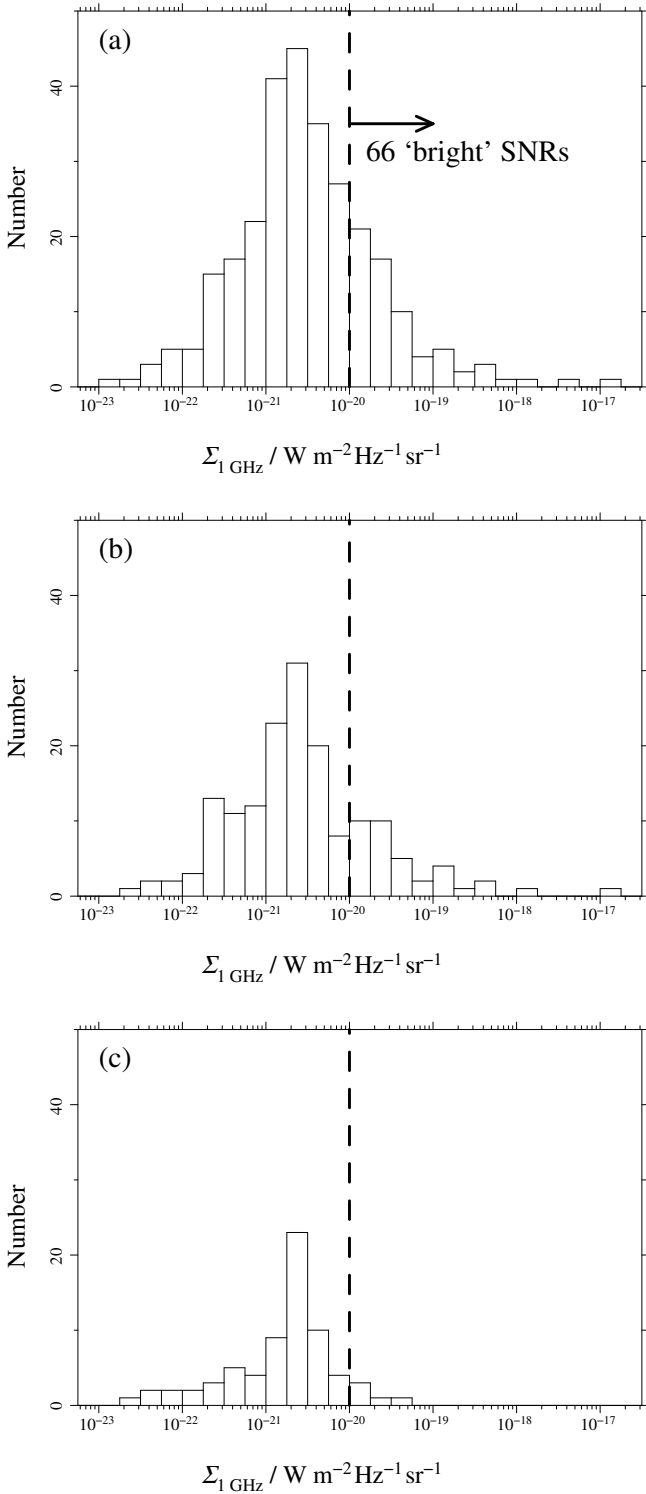 (a)
40
66 ‘bright’ SNRs
Number
20
0
10⁻²³ 10⁻²² 10⁻²¹ 10⁻²⁰ 10⁻¹⁹ 10⁻¹⁸ 10⁻¹⁷
Σ₁ GHz / W m⁻² Hz⁻¹ sr⁻¹
(b)
40
Number
20
0
10⁻²³ 10⁻²² 10⁻²¹ 10⁻²⁰ 10⁻¹⁹ 10⁻¹⁸ 10⁻¹⁷
Σ₁ GHz / W m⁻² Hz⁻¹ sr⁻¹
(c)
40
Number
20
0
10⁻²³ 10⁻²² 10⁻²¹ 10⁻²⁰ 10⁻¹⁹ 10⁻¹⁸ 10⁻¹⁷
Σ₁ GHz / W m⁻² Hz⁻¹ sr⁻¹